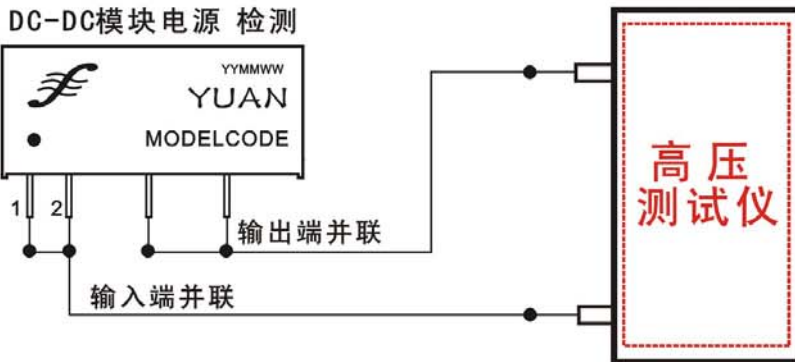 DC-DC模块电源 检测
YYMMWW
YUAN
MODELCODE
1 2
输出端并联
输入端并联
高压
测试仪